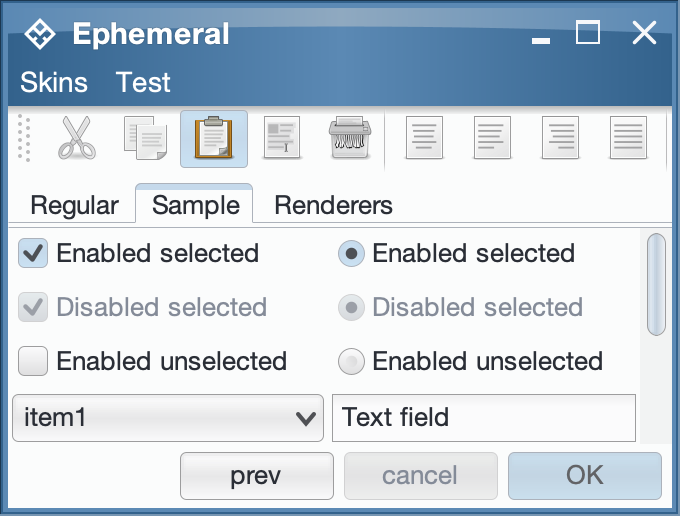 Ephemeral
Skins Test
Regular Sample Renderers
Enabled selected Enabled selected
Disabled selected Disabled selected
Enabled unselected Enabled unselected
item1 Text field
prev cancel OK